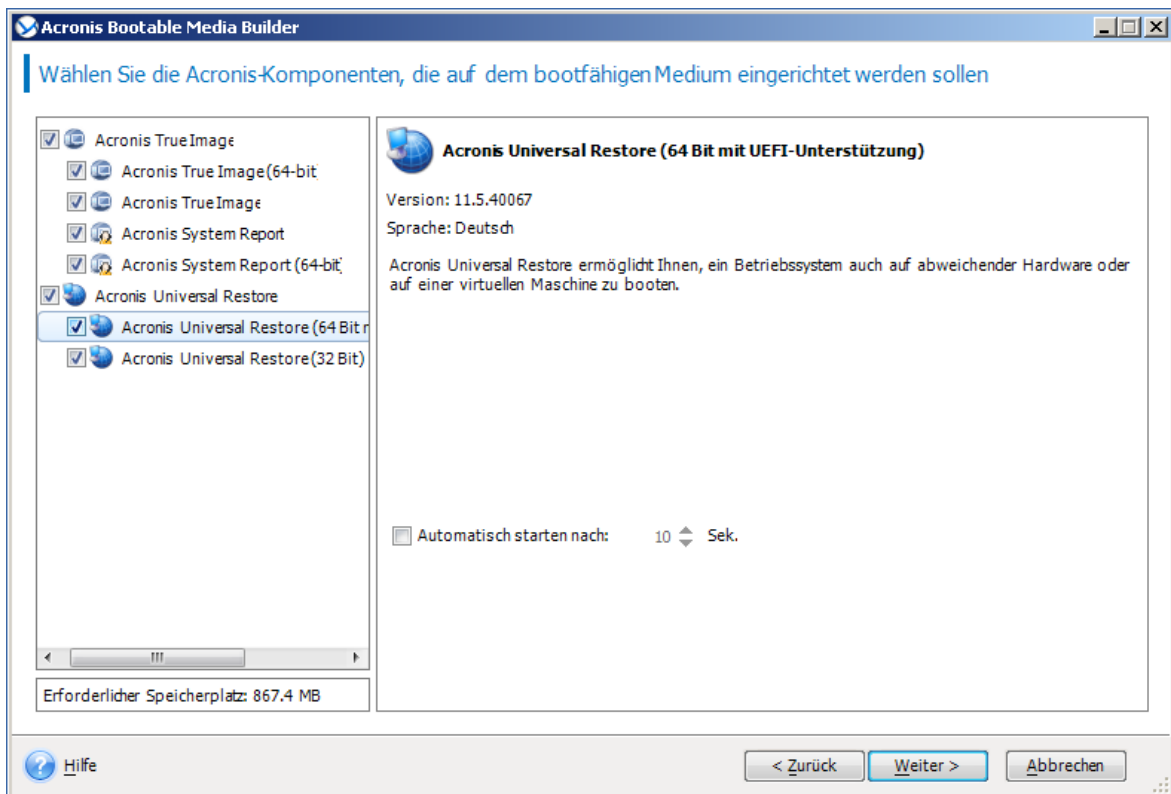 Acronis Bootable Media Builder
Wählen Sie die Acronis-Komponenten, die auf dem bootfähigen Medium eingerichtet werden sollen
Acronis True Image
Acronis True Image (64-bit
Acronis True Image
Acronis System Report
Acronis System Report (64-bit
Acronis Universal Restore
Acronis Universal Restore (64 Bit
Acronis Universal Restore (32 Bit)
Erforderlicher Speicherplatz: 867.4 MB
Acronis Universal Restore (64 Bit mit UEFI-Unterstützung)
Version: 11.5.40067
Sprache: Deutsch
Acronis Universal Restore ermöglicht Ihnen, ein Betriebssystem auch auf abweichender Hardware oder
auf einer virtuellen Maschine zu booten.
Automatisch starten nach: 10 Sek.
Hilfe
< Zurück
Weiter >
Abbrechen